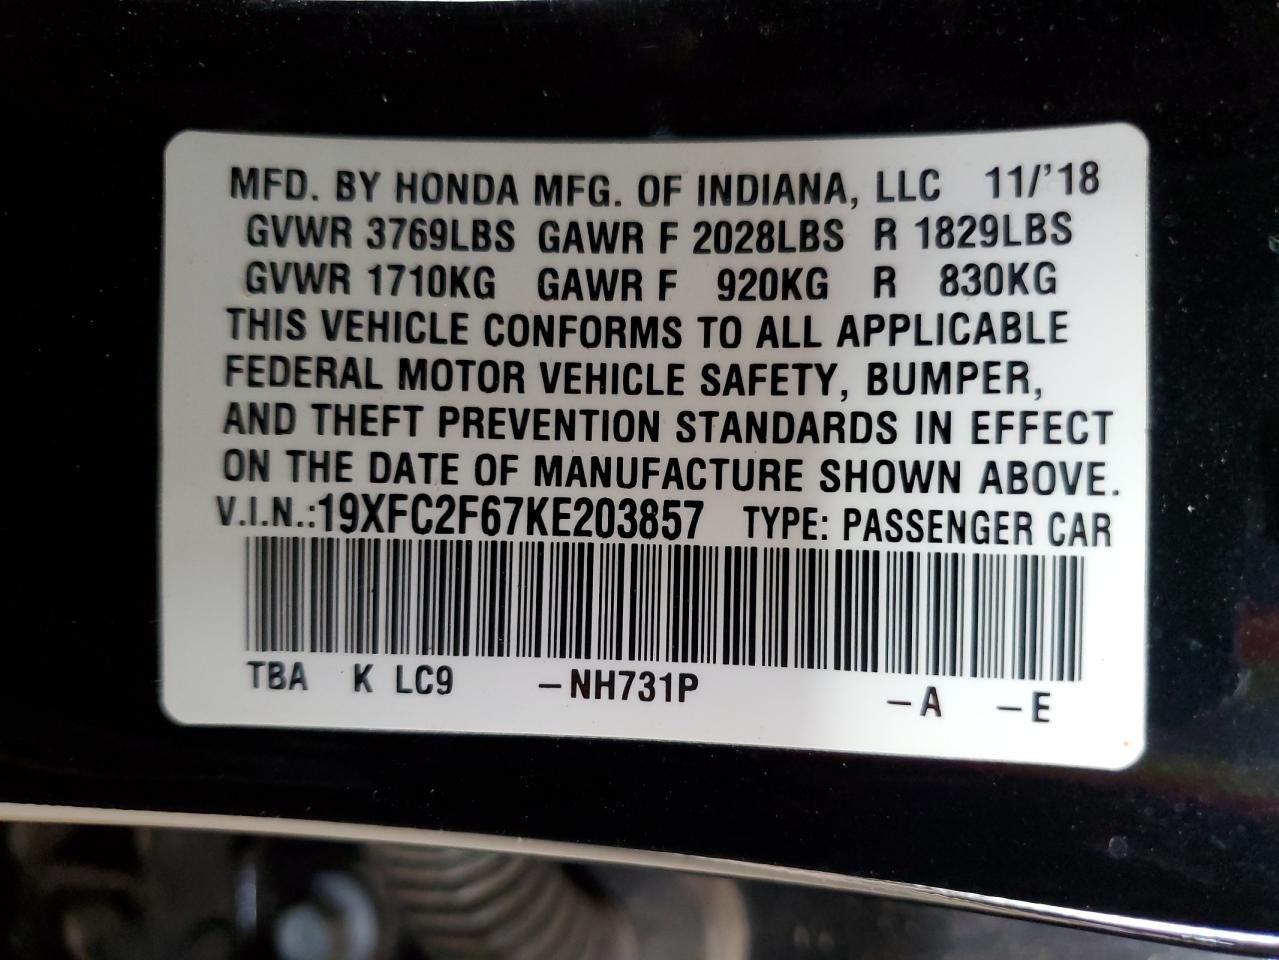 MFD. BY HONDA MFG. OF INDIANA, LLC 11/'18
GVWR 3769LBS GAWR F 2028LBS R 1829LBS
GVWR 1710KG GAWR F 920KG R 830KG
THIS VEHICLE CONFORMS TO ALL APPLICABLE
FEDERAL MOTOR VEHICLE SAFETY, BUMPER,
AND THEFT PREVENTION STANDARDS IN EFFECT
ON THE DATE OF MANUFACTURE SHOWN ABOVE.
V.I.N.:19XFC2F67KE203857 TYPE: PASSENGER CAR
TBA K LC9 –NH731P –A –E